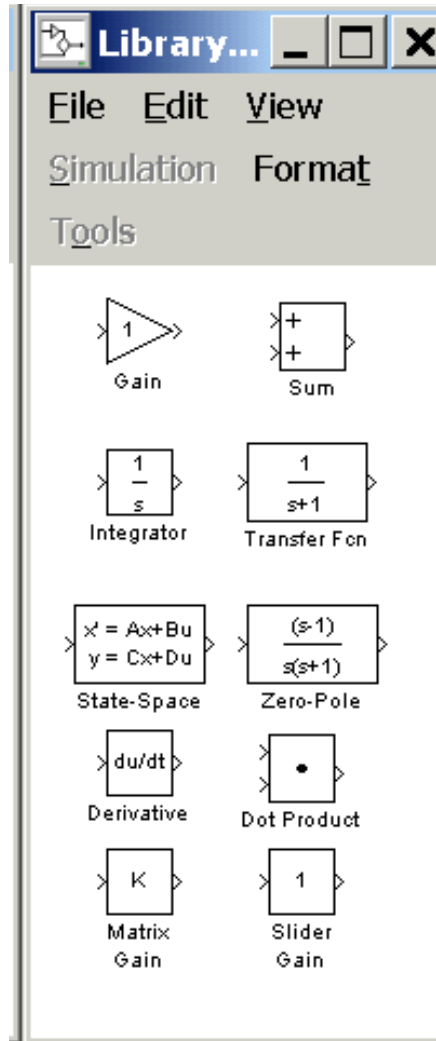 Library...
File Edit View
Simulation Format
Tools
1
Gain
+
+
Sum
1
s
Integrator
1
s+1
Transfer Fcn
x' = Ax+Bu
y = Cx+Du
State-Space
(s-1)
s(s+1)
Zero-Pole
du/dt
Derivative
Dot Product
K
Matrix
Gain
1
Slider
Gain